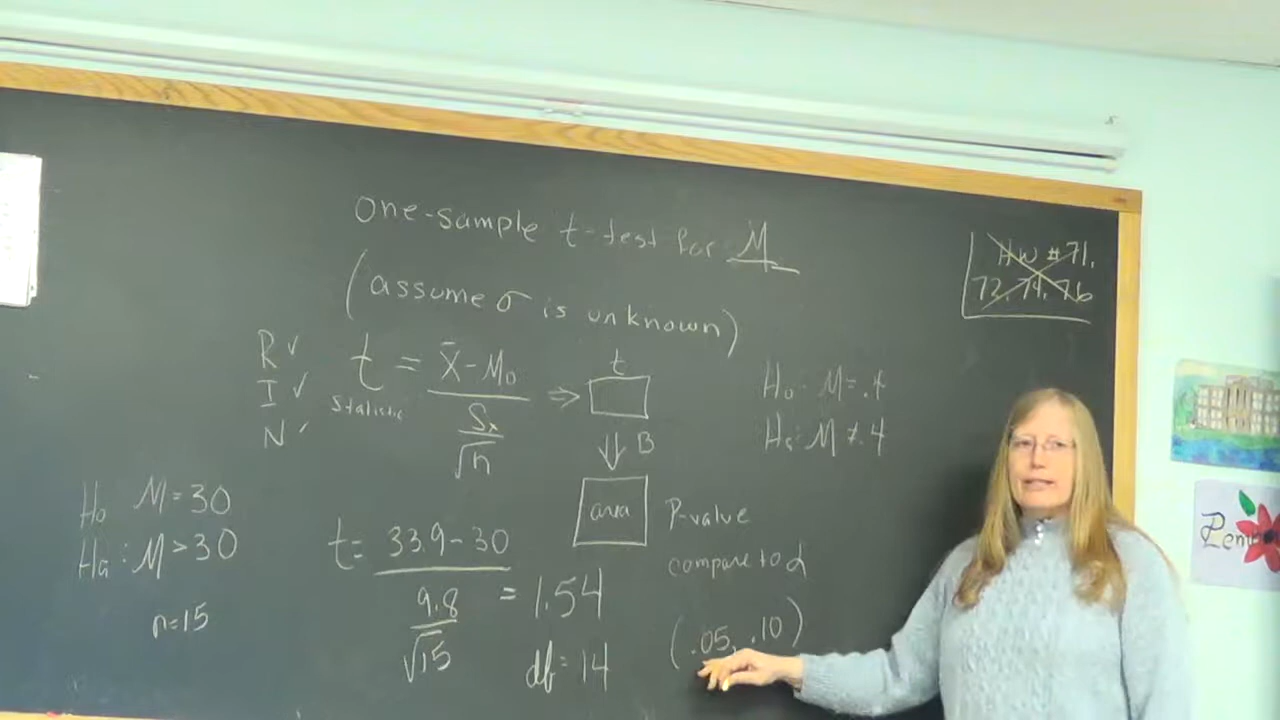 one-sample t-test for M
(assume σ is unknown)
HW #71,
72, 74, 76
R ✓
I ✓
N ✓
t = x̄ - M₀
Statistic
Sx
√n
⇒
t
⇓ B
area
P-value
compare to α
(.05, .10)
H₀: M = .4
Ha: M ≠ .4
H₀ M = 30
Ha: M > 30
n=15
t = 33.9 - 30
9.8
√15
= 1.54
df = 14